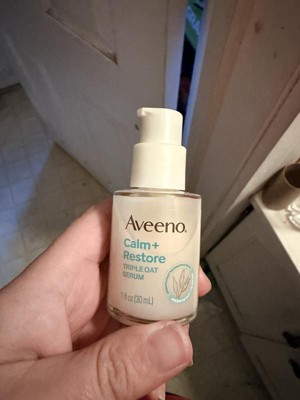 Aveeno.
Calm+
Restore
TRIPLE OAT
SERUM
1 fl oz (30 mL)